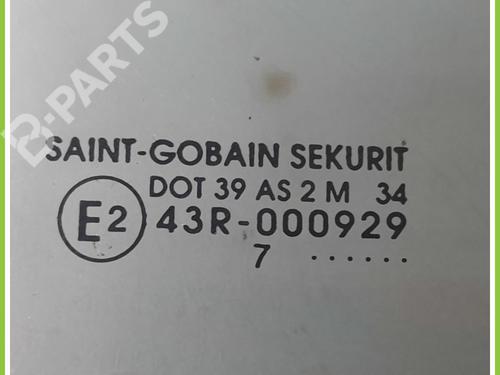 B-PARTS
SAINT-GOBAIN SEKURIT
DOT 39 AS 2 M 34
E2 43R-000929
7 ......